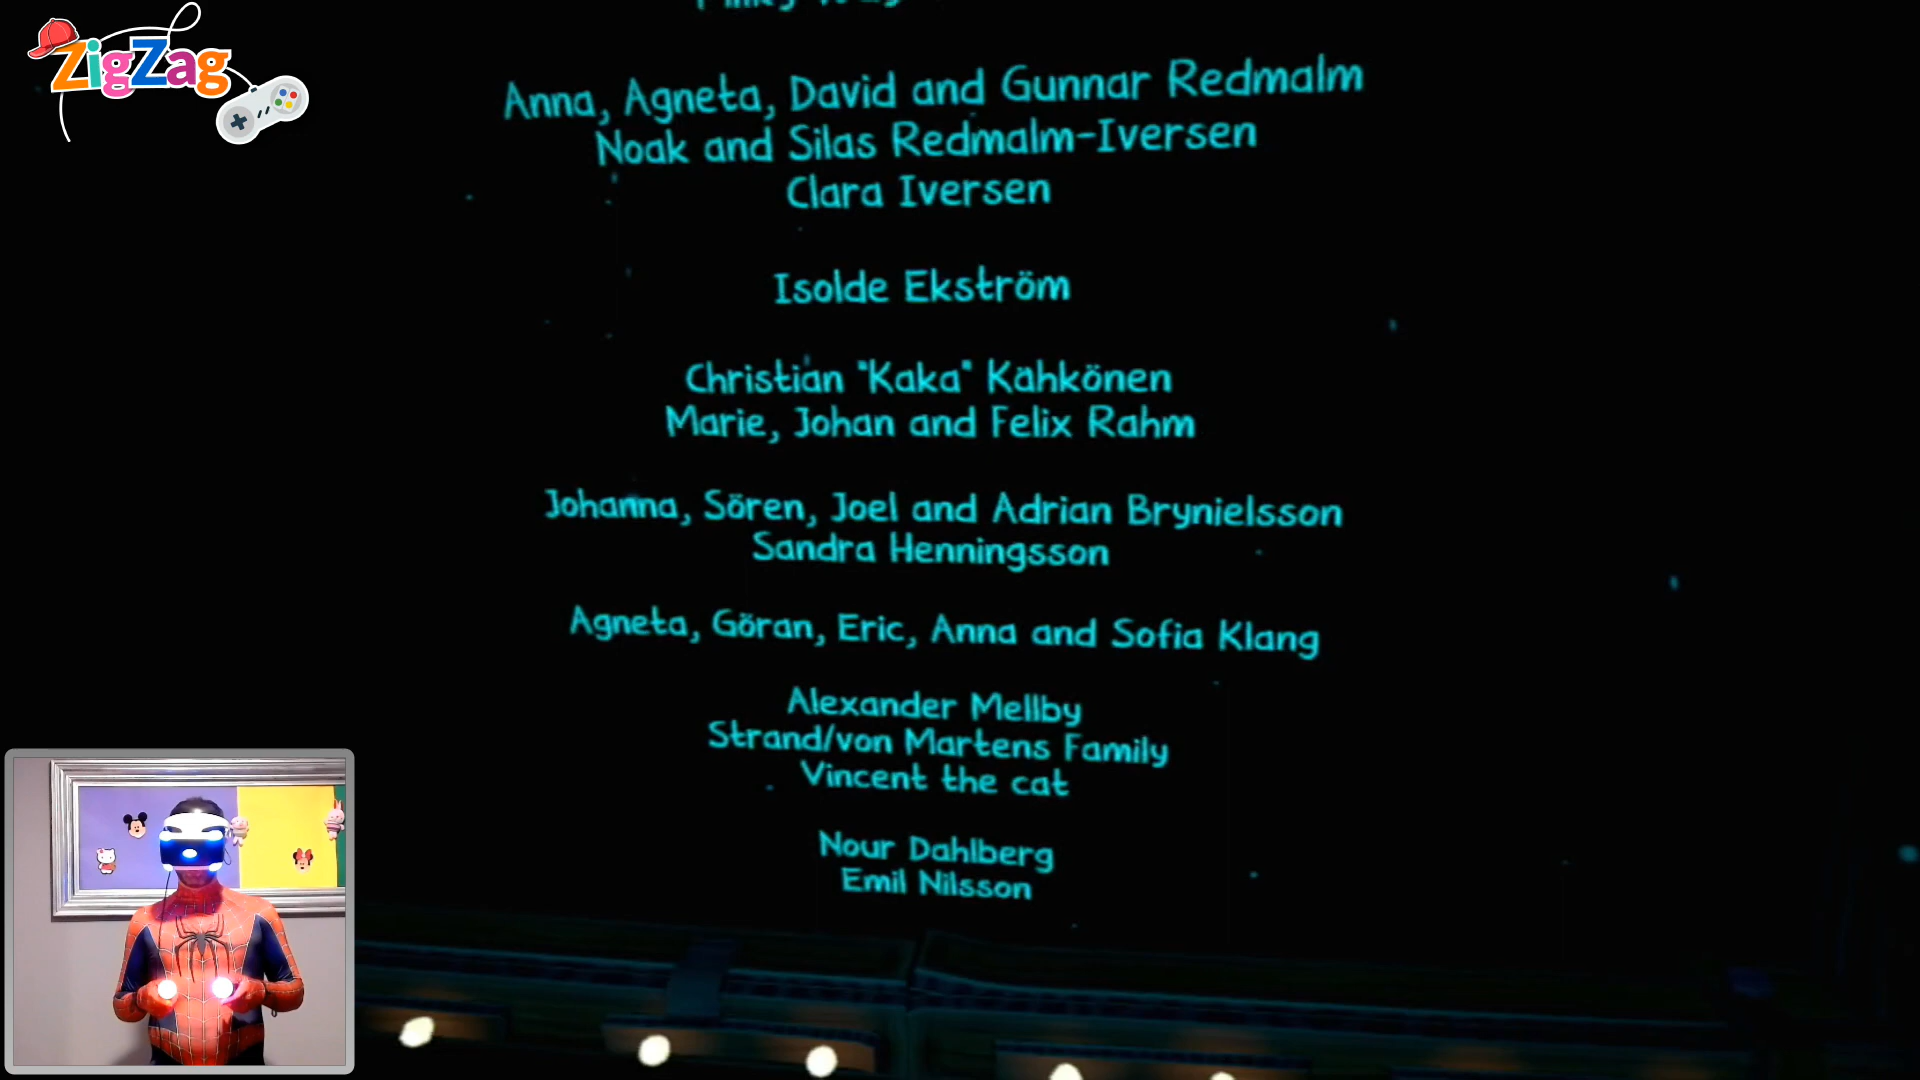 ZigZag
Anna, Agneta, David and Gunnar Redmalm
Noak and Silas Redmalm-Iversen
Clara Iversen
Isolde Ekström
Christian "Kaka" Kähkönen
Marie, Johan and Felix Rahm
Johanna, Sören, Joel and Adrian Brynielsson
Sandra Henningsson
Agneta, Göran, Eric, Anna and Sofia Klang
Alexander Mellby
Strand/von Martens Family
Vincent the cat
Nour Dahlberg
Emil Nilsson